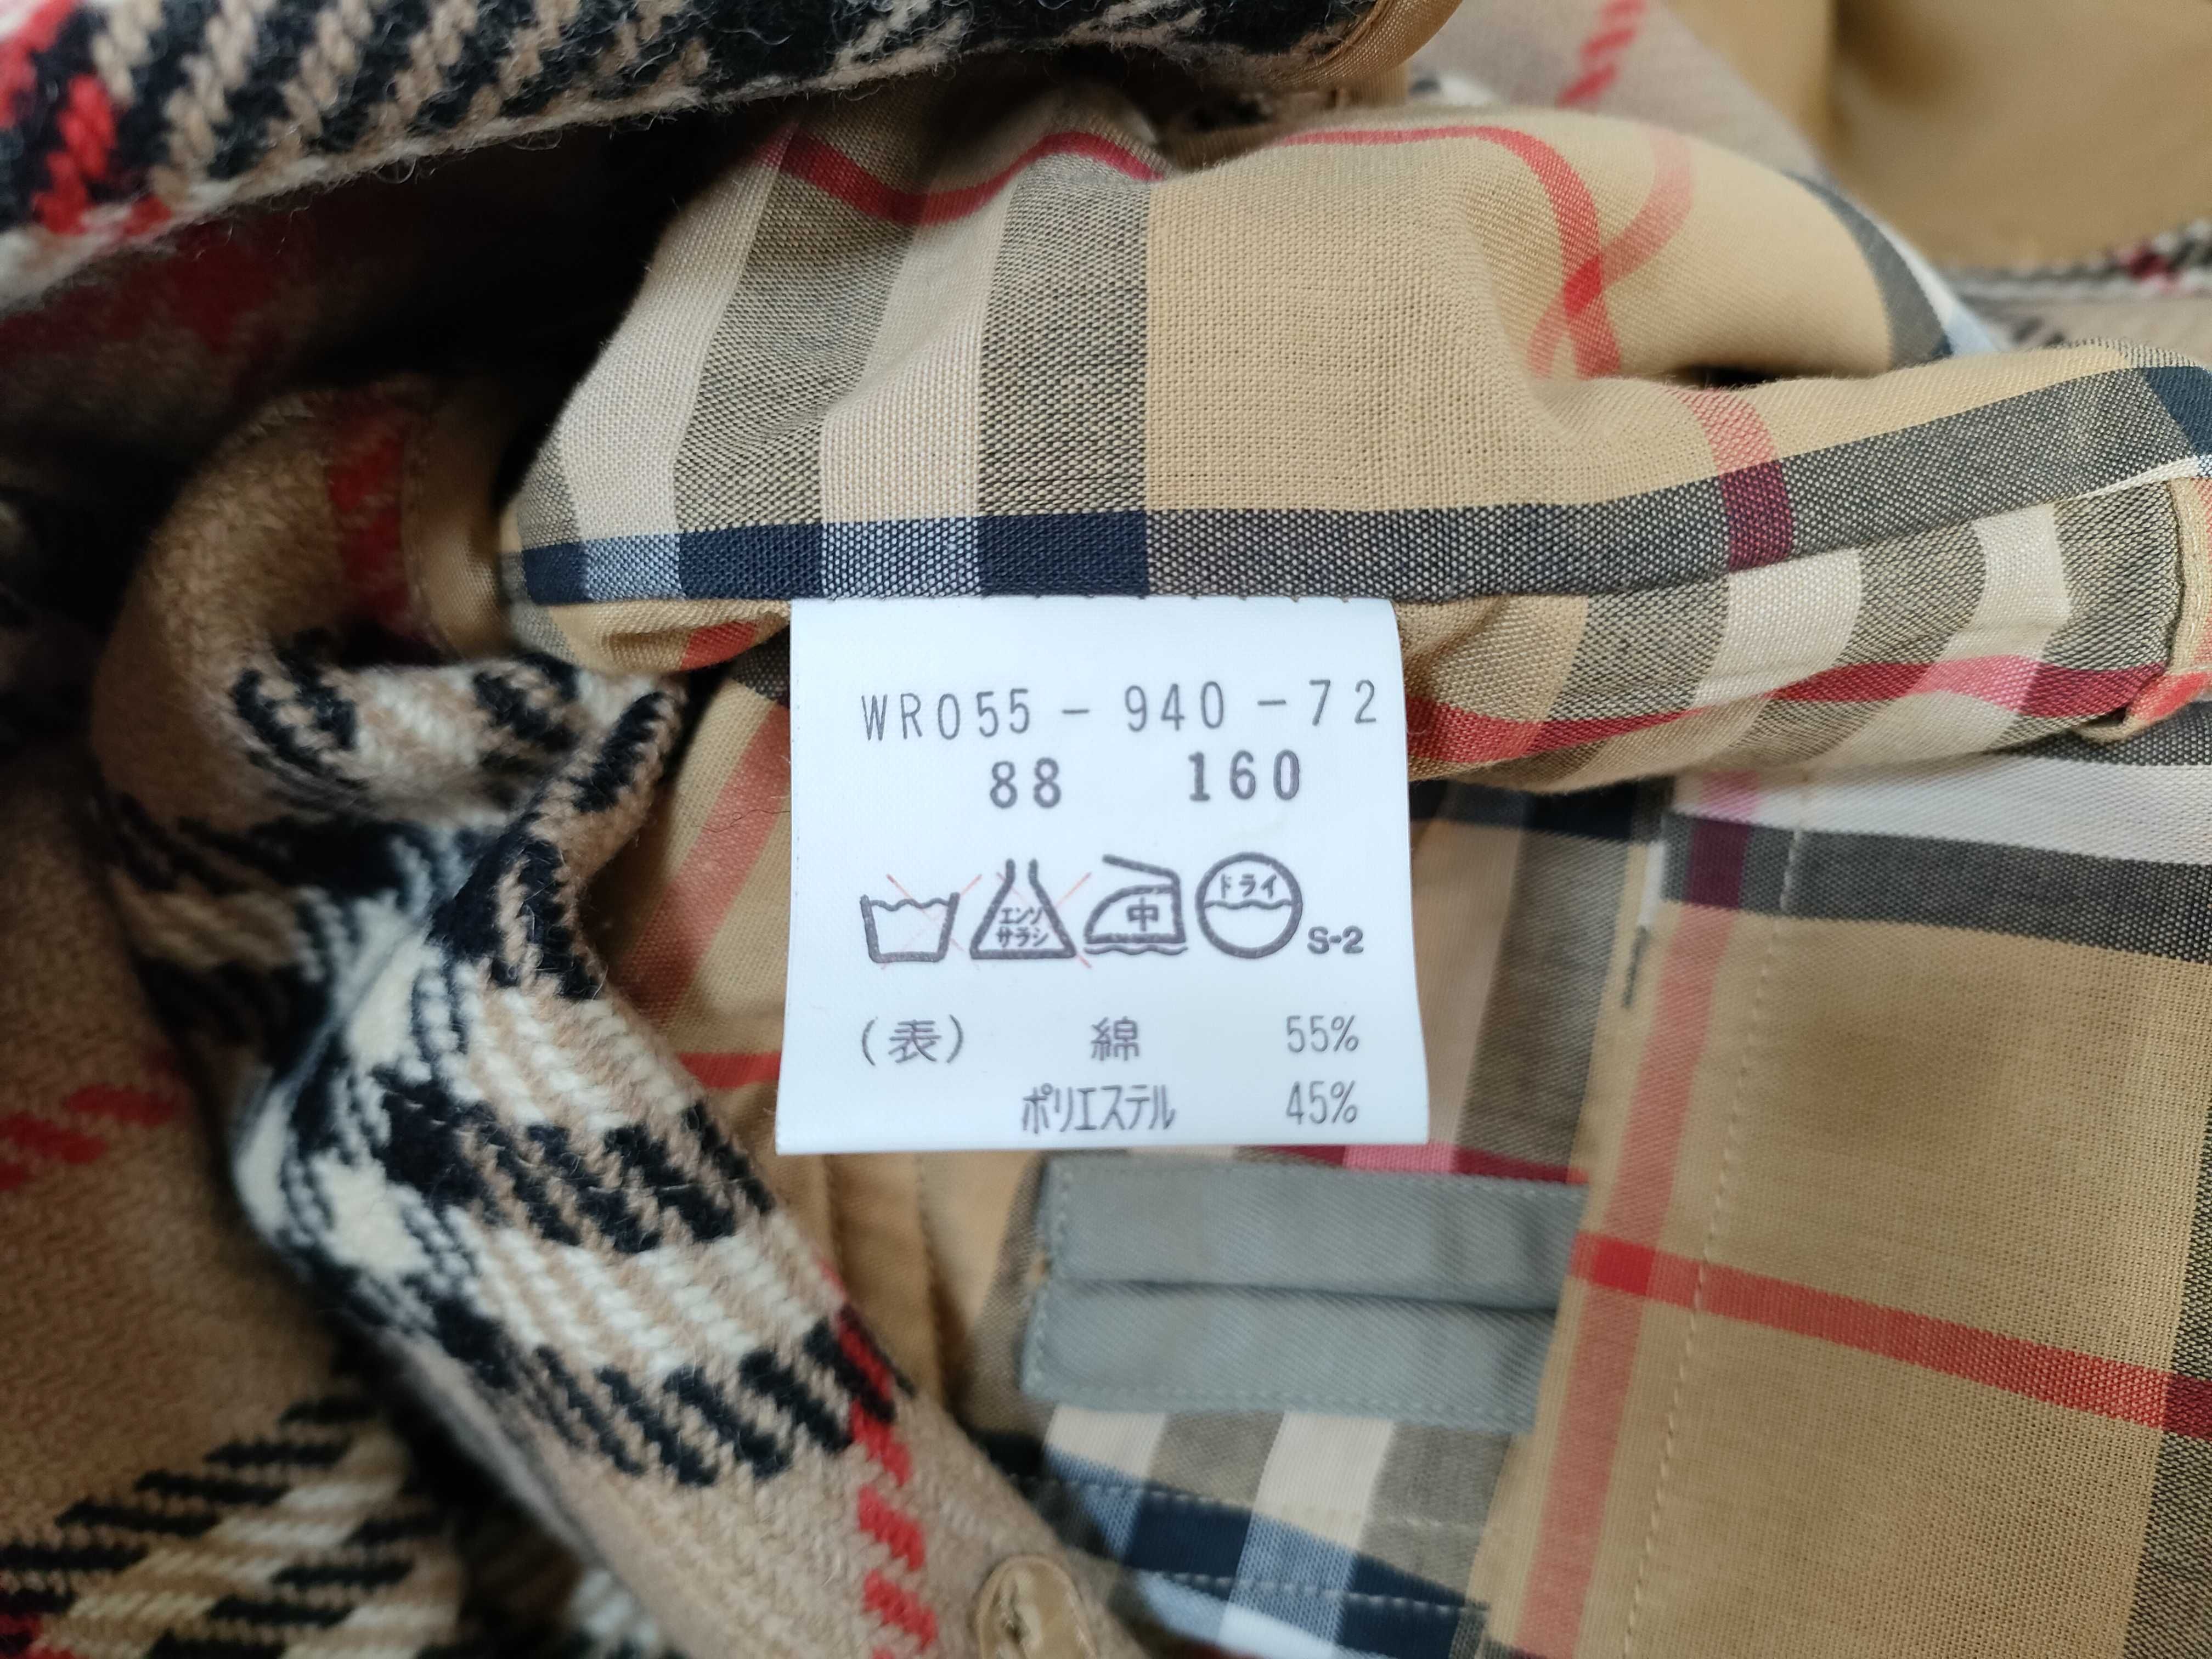 WR055-940-72
88 160
エンソ サラシ 中 ドライ S-2
(表) 綿 55%
ポリエステル 45%